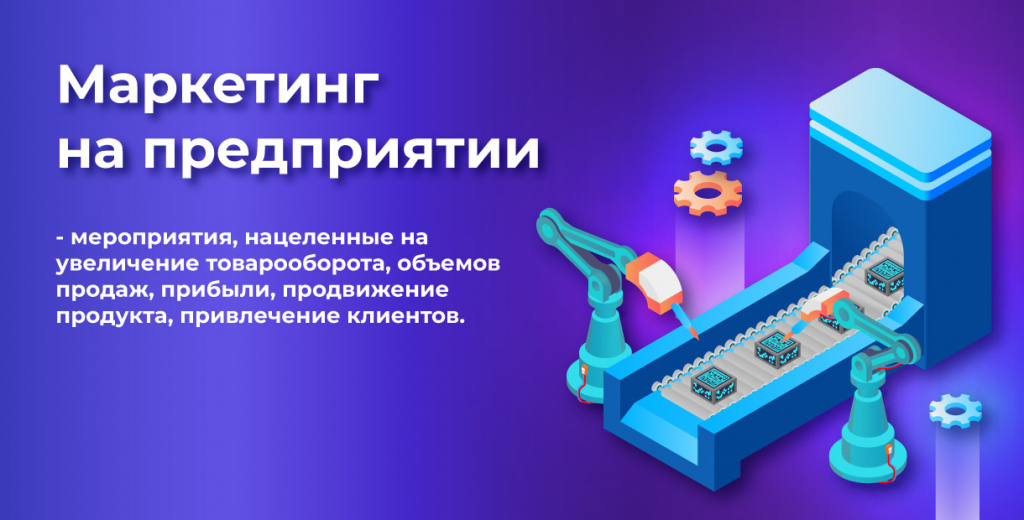 Маркетинг
на предприятии
- мероприятия, нацеленные на
увеличение товарооборота, объемов
продаж, прибыли, продвижение
продукта, привлечение клиентов.